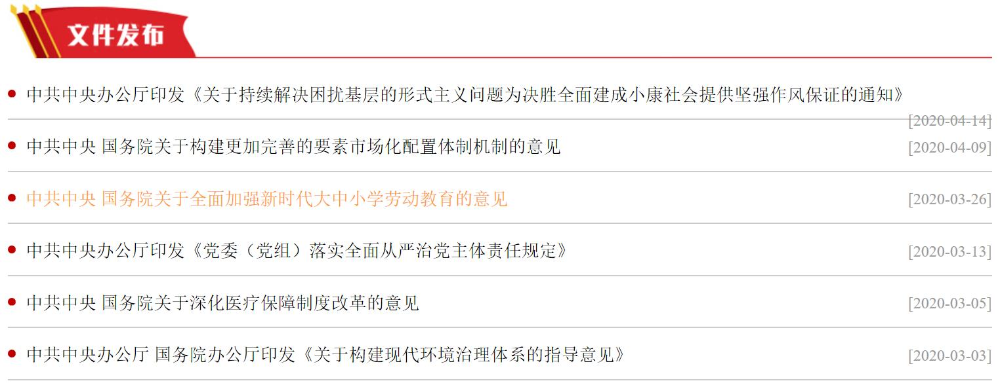 文件发布
中共中央办公厅印发《关于持续解决困扰基层的形式主义问题为决胜全面建成小康社会提供坚强作风保证的通知》
[2020-04-14]
中共中央 国务院关于构建更加完善的要素市场化配置体制机制的意见 [2020-04-09]
中共中央 国务院关于全面加强新时代大中小学劳动教育的意见 [2020-03-26]
中共中央办公厅印发《党委（党组）落实全面从严治党主体责任规定》 [2020-03-13]
中共中央 国务院关于深化医疗保障制度改革的意见 [2020-03-05]
中共中央办公厅 国务院办公厅印发《关于构建现代环境治理体系的指导意见》 [2020-03-03]